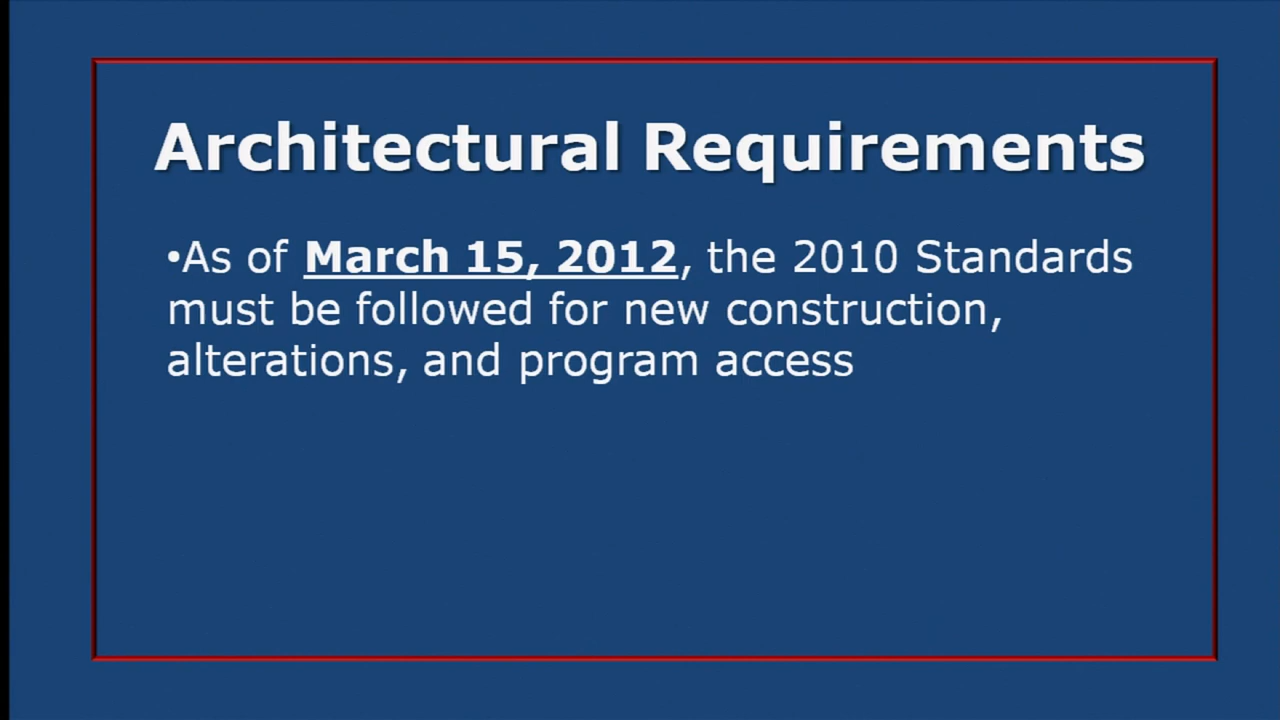 Architectural Requirements
•As of March 15, 2012, the 2010 Standards
must be followed for new construction,
alterations, and program access